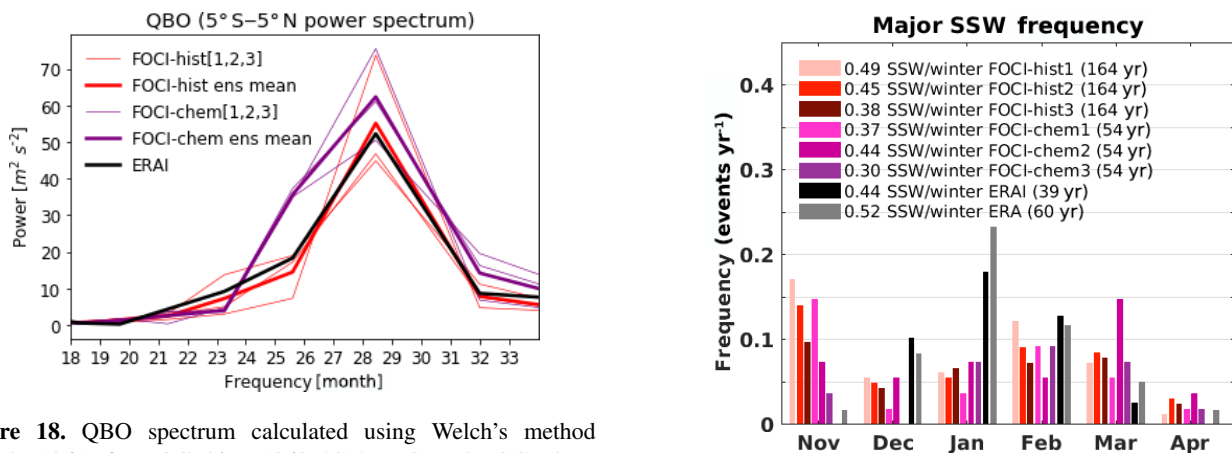 QBO (5° S–5° N power spectrum)
Power [m² s⁻²]
70
60
50
40
30
20
10
0
FOCI-hist[1,2,3]
FOCI-hist ens mean
FOCI-chem[1,2,3]
FOCI-chem ens mean
ERAI
18 19 20 21 22 23 24 25 26 27 28 29 30 31 32 33
Frequency [month]
re 18. QBO spectrum calculated using Welch's method
Major SSW frequency
Frequency (events yr⁻¹)
0.4
0.3
0.2
0.1
0
0.49 SSW/winter FOCI-hist1 (164 yr)
0.45 SSW/winter FOCI-hist2 (164 yr)
0.38 SSW/winter FOCI-hist3 (164 yr)
0.37 SSW/winter FOCI-chem1 (54 yr)
0.44 SSW/winter FOCI-chem2 (54 yr)
0.30 SSW/winter FOCI-chem3 (54 yr)
0.44 SSW/winter ERAI (39 yr)
0.52 SSW/winter ERA (60 yr)
Nov Dec Jan Feb Mar Apr